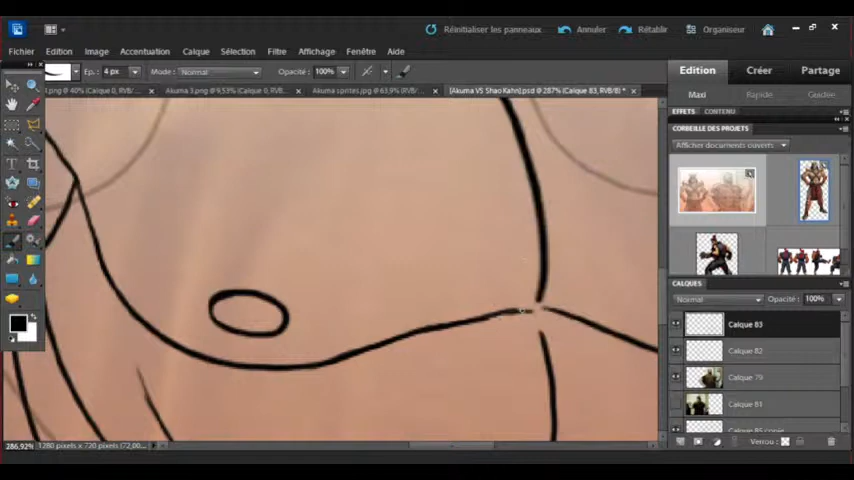 Réinitialiser les panneaux Annuler Rétablir Organiseur
Fichier Edition Image Accentuation Calque Sélection Filtre Affichage Fenêtre Aide
Edition Créer Partage
Ep.: 4 px Mode: Normal Opacité: 100%
.png @ 40% (Calque 0, RVB/8) Akuma 3.png @ 9,53% (Calque 0, RVB/8) Akuma sprites.jpg @ 63,9% (RVB/8*) [Akuma VS Shao Kahn].psd @ 287% (Calque 83, RVB/8) *
Maxi Rapide Guidée
EFFETS CONTENU
CORBEILLE DES PROJETS
Afficher documents ouverts
CALQUES
Normal Opacité: 100%
Calque 83
Calque 82
Calque 79
Calque 81
Verrou:
286,92% 1280 pixels x 720 pixels (72,00